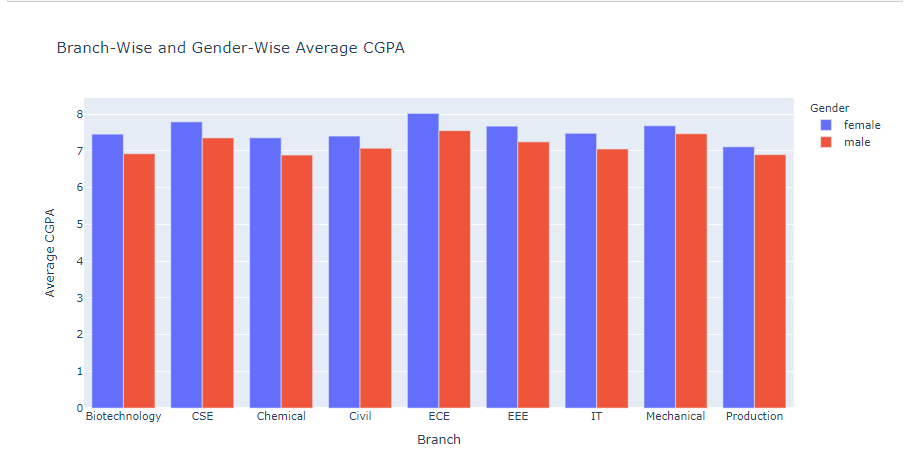 Branch-Wise and Gender-Wise Average CGPA
Gender
female
male
Average CGPA
8
7
6
5
4
3
2
1
0
Biotechnology CSE Chemical Civil ECE EEE IT Mechanical Production
Branch